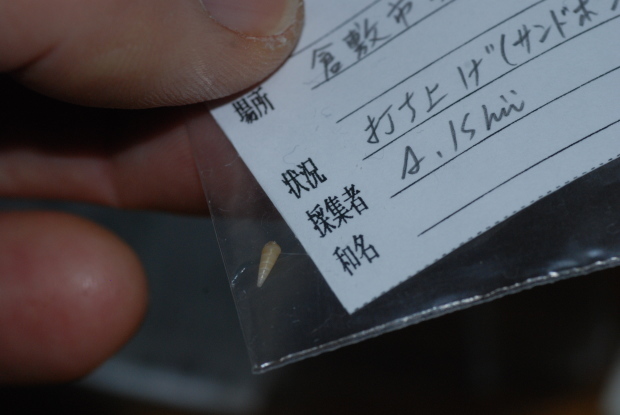 場所 倉敷市
状況 打ち上げ(サンドポン
採集者 A. Ishii
和名